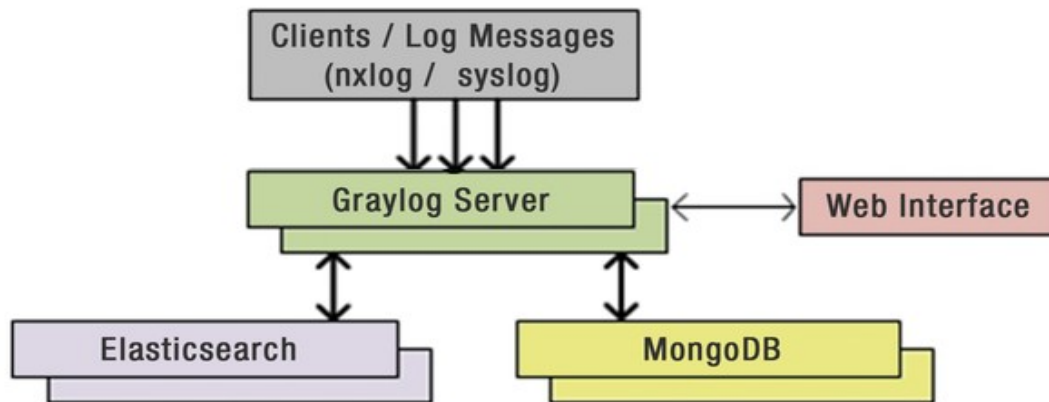 Clients / Log Messages
(nxlog / syslog)
Graylog Server
Web Interface
Elasticsearch
MongoDB